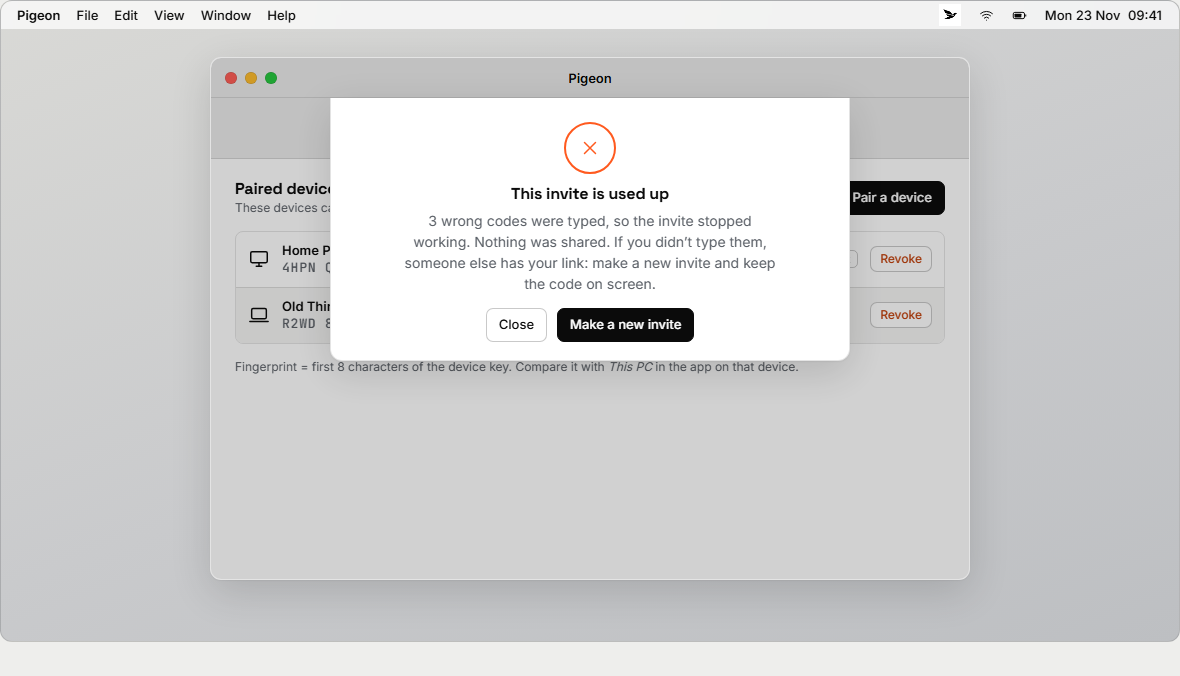 Pigeon File Edit View Window Help Mon 23 Nov 09:41
Pigeon
This invite is used up
3 wrong codes were typed, so the invite stopped
working. Nothing was shared. If you didn’t type them,
someone else has your link: make a new invite and keep
the code on screen.
Close Make a new invite
Paired
These devices
Pair a device
Home
4HPN
Revoke
Old
R2WD
Revoke
Fingerprint = first 8 characters of the device key. Compare it with This PC in the app on that device.